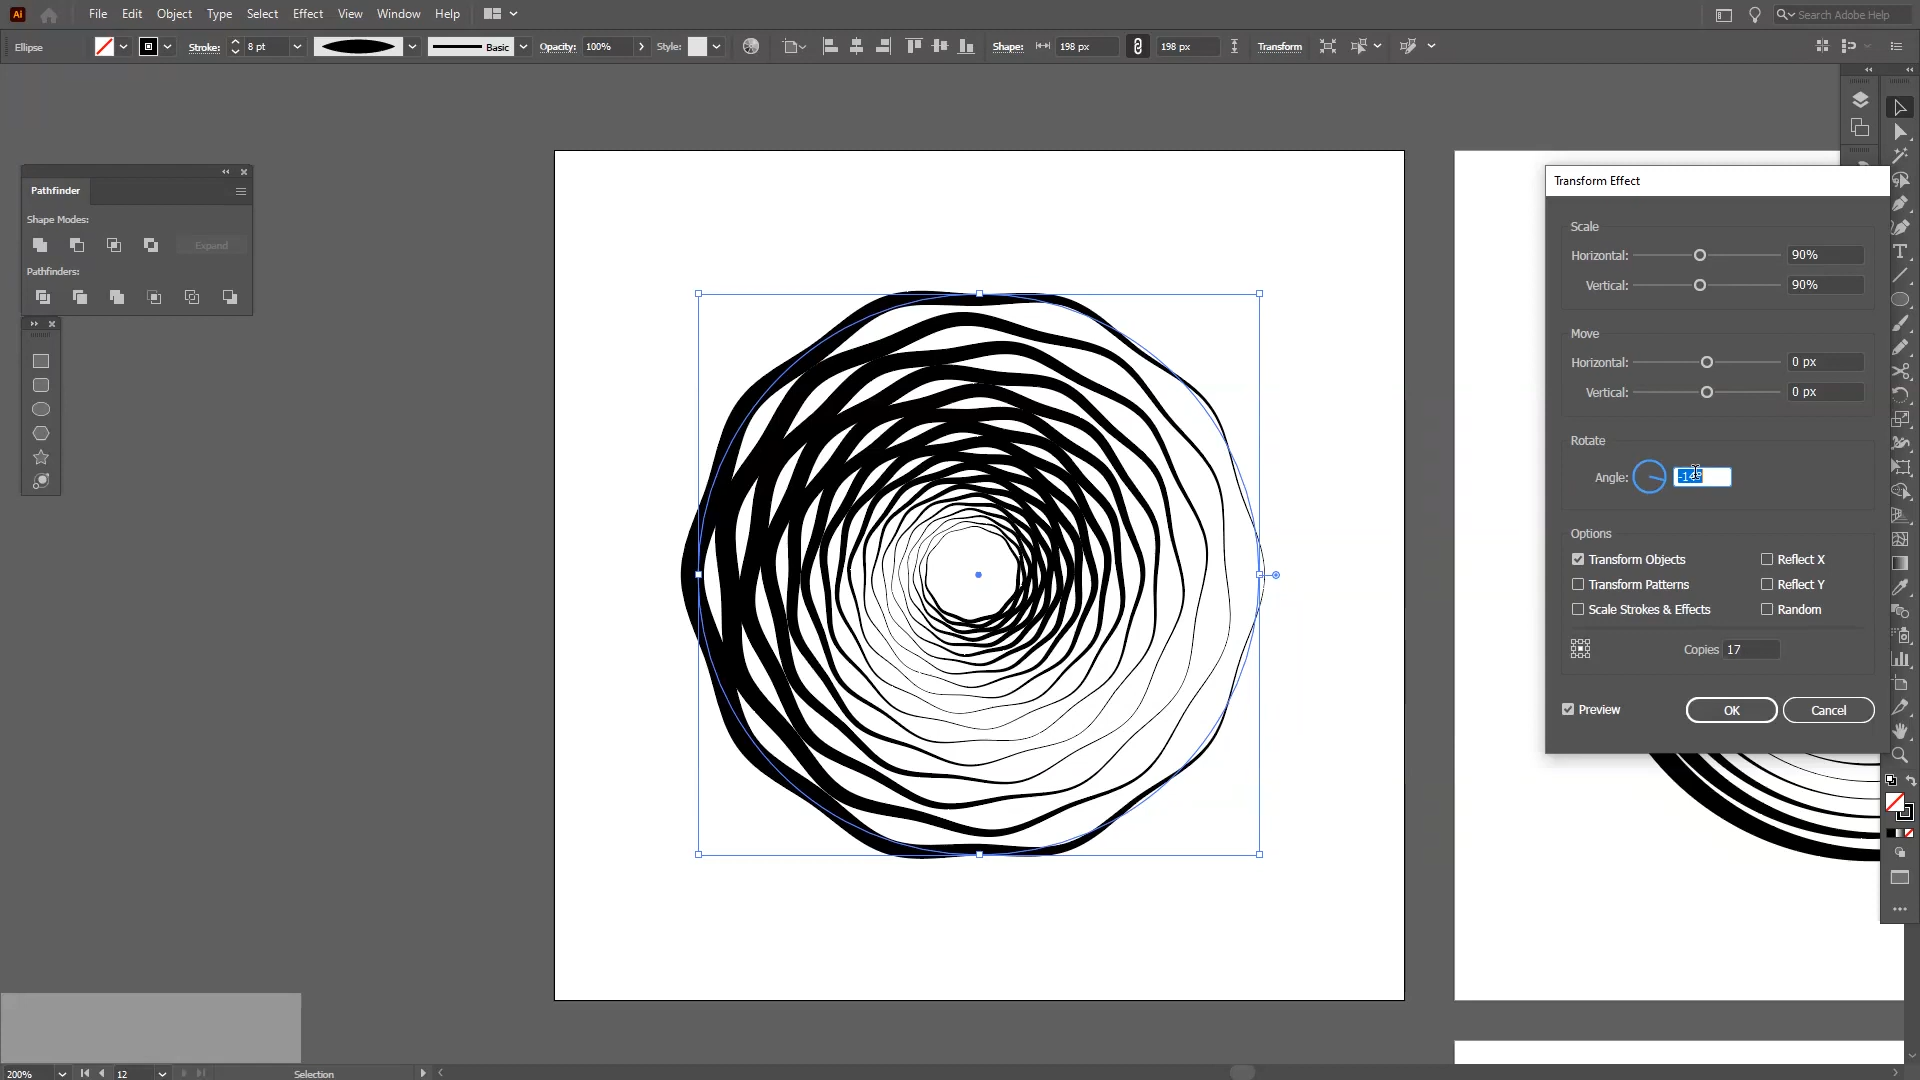 Ai File Edit Object Type Select Effect View Window Help Search Adobe Help
Ellipse Stroke: 8 pt Basic Opacity: 100% Style: Shape: 198 px 198 px Transform
Pathfinder
Shape Modes:
Expand
Pathfinders:
Transform Effect
Scale
Horizontal: 90%
Vertical: 90%
Move
Horizontal: 0 px
Vertical: 0 px
Rotate
Angle:
Options
Transform Objects Reflect X
Transform Patterns Reflect Y
Scale Strokes & Effects Random
Copies 17
Preview OK Cancel
200% 12 Selection